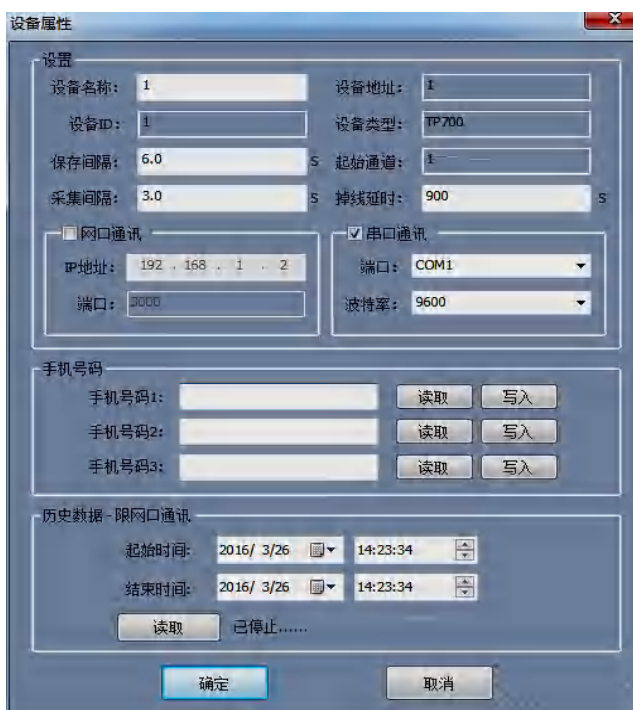 设备属性
设置
设备名称: 1 设备地址: 1
设备ID: 1 设备类型: TP700
保存间隔: 6.0 S 起始通道: 1
采集间隔: 3.0 S 掉线延时: 900 S
网口通讯 串口通讯
IP地址: 192 . 168 . 1 . 2 端口: COM1
端口: 8000 波特率: 9600
手机号码
手机号码1: 读取 写入
手机号码2: 读取 写入
手机号码3: 读取 写入
历史数据-限网口通讯
起始时间: 2016/ 3/26 14:23:34
结束时间: 2016/ 3/26 14:23:34
读取 已停止......
确定 取消